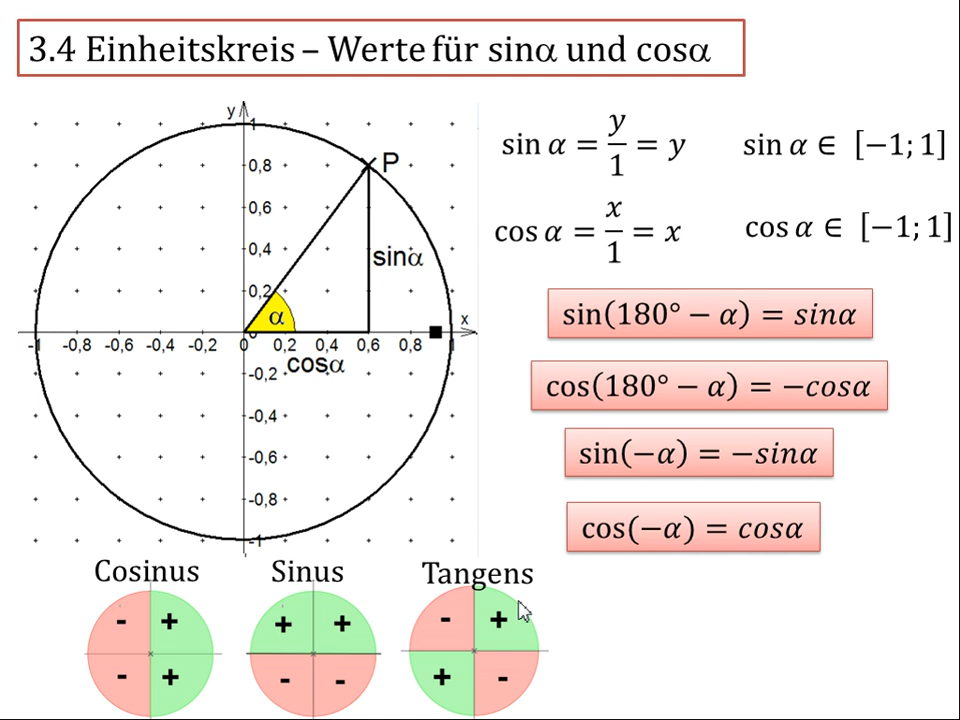 3.4 Einheitskreis – Werte für sinα und cosα
y
1
P
0,8
0,6
0,4
sinα
0,2
α
x
-1 -0,8 -0,6 -0,4 -0,2 0 0,2 0,4 0,6 0,8 1
cosα
-0,2
-0,4
-0,6
-0,8
-1
sin α = y/1 = y sin α ∈ [−1; 1]
cos α = x/1 = x cos α ∈ [−1; 1]
sin(180° − α) = sinα
cos(180° − α) = −cosα
sin(−α) = −sinα
cos(−α) = cosα
Cosinus Sinus Tangens
- + + + - +
- + - - + -